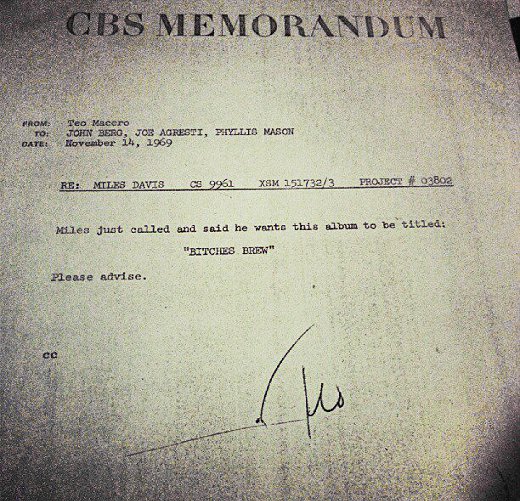 CBS MEMORANDUM
FROM: Teo Macero
TO: JOHN BERG, JOE AGRESTI, PHYLLIS MASON
DATE: November 14, 1969
RE: MILES DAVIS CS 9961 XSM 151732/3 PROJECT # 03802
Miles just called and said he wants this album to be titled:
"BITCHES BREW"
Please advise.
cc
Teo